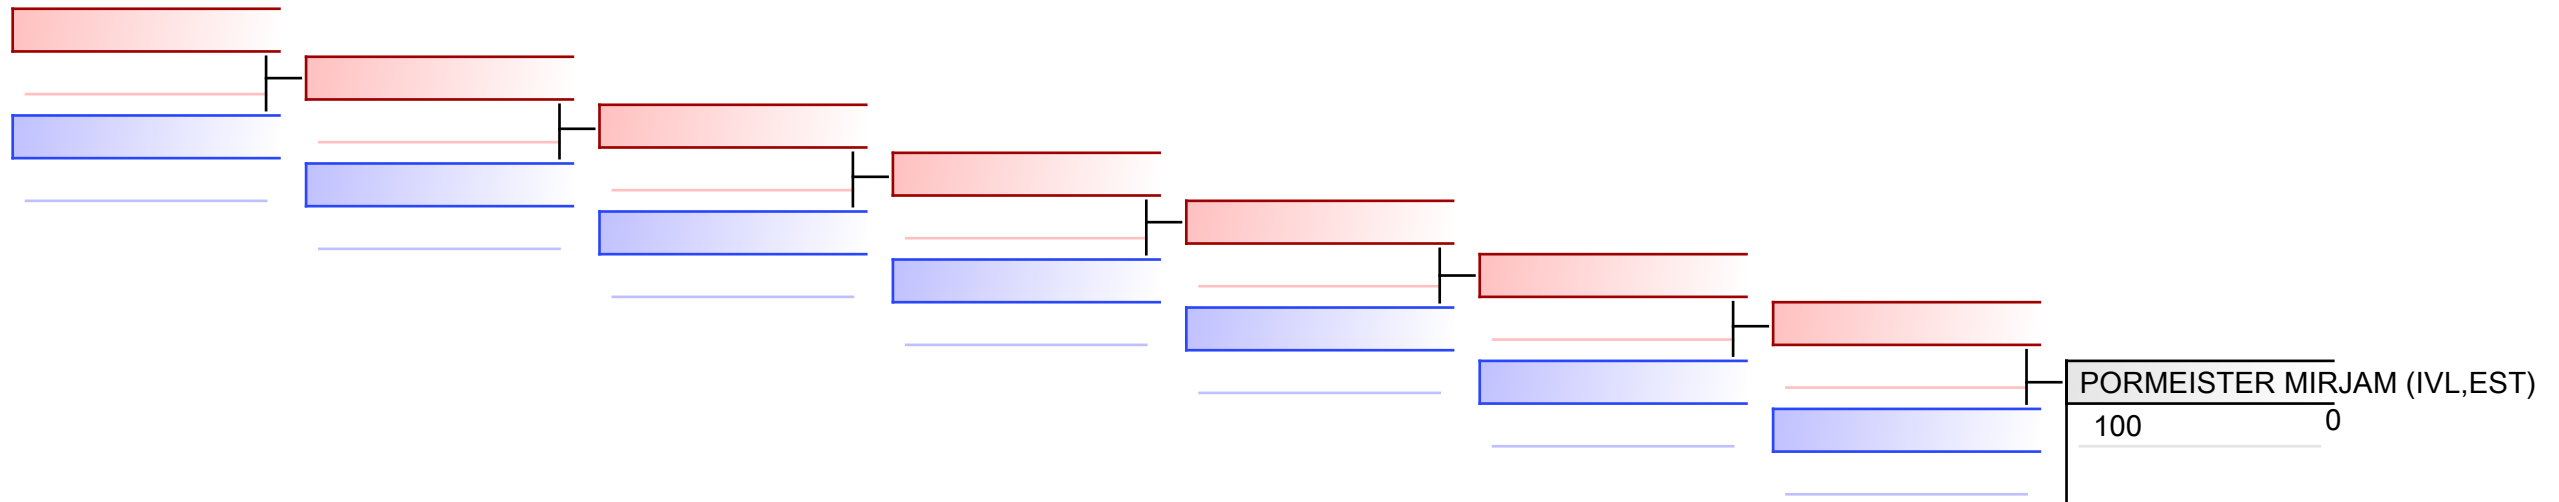 PORMEISTER MIRJAM (IVL,EST)
100 0